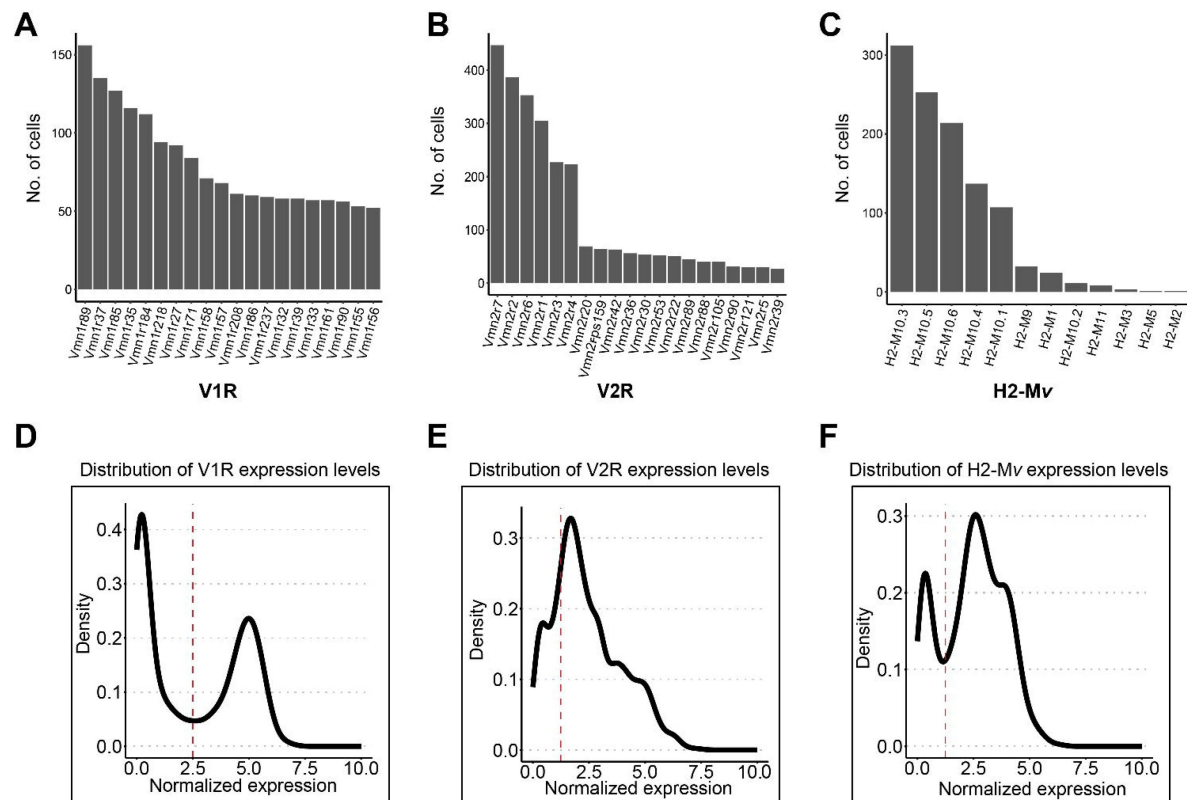 A
No. of cells
150
100
50
0
Vmn1r89
Vmn1r37
Vmn1r85
Vmn1r35
Vmn1r184
Vmn1r218
Vmn1r27
Vmn1r71
Vmn1r58
Vmn1r57
Vmn1r208
Vmn1r86
Vmn1r237
Vmn1r32
Vmn1r39
Vmn1r33
Vmn1r61
Vmn1r90
Vmn1r55
Vmn1r56
V1R
B
No. of cells
400
300
200
100
0
Vmn2r7
Vmn2r2
Vmn2r6
Vmn2r1
Vmn2r3
Vmn2r4
Vmn2r20
Vmn2r-ps159
Vmn2r42
Vmn2r36
Vmn2r30
Vmn2r53
Vmn2r22
Vmn2r89
Vmn2r88
Vmn2r105
Vmn2r90
Vmn2r121
Vmn2r5
Vmn2r39
V2R
C
No. of cells
300
200
100
0
H2-M10.3
H2-M10.5
H2-M10.6
H2-M10.4
H2-M10.1
H2-M9
H2-M1
H2-M10.2
H2-M11
H2-M3
H2-M5
H2-M2
H2-Mv
D
Distribution of V1R expression levels
Density
0.4
0.3
0.2
0.1
0.0
0.0 2.5 5.0 7.5 10.0
Normalized expression
E
Distribution of V2R expression levels
Density
0.3
0.2
0.1
0.0
0.0 2.5 5.0 7.5 10.0
Normalized expression
F
Distribution of H2-Mv expression levels
Density
0.3
0.2
0.1
0.0
0.0 2.5 5.0 7.5 10.0
Normalized expression